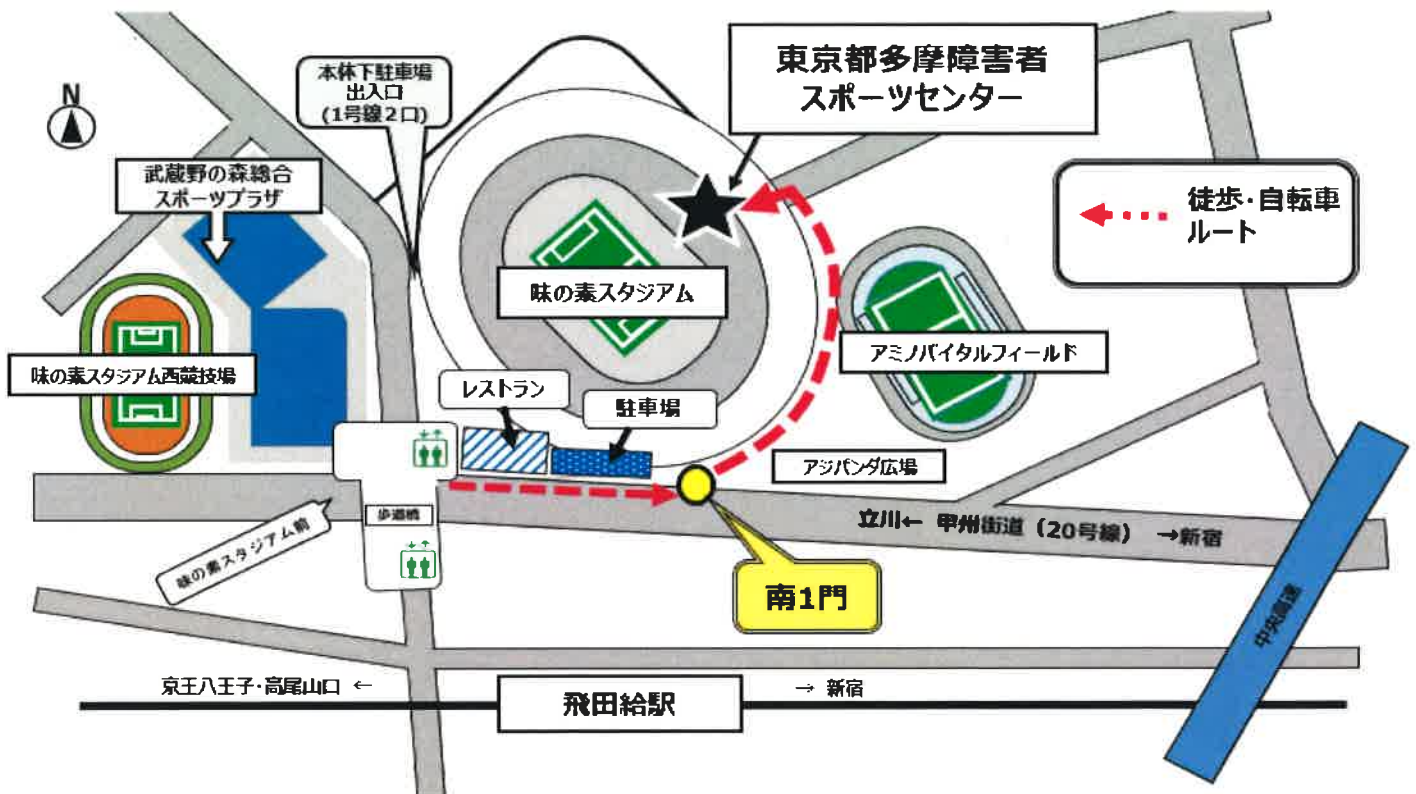 東京都多摩障害者
スポーツセンター
本体下駐車場
出入口
(1号線2口)
N
武蔵野の森総合
スポーツプラザ
徒歩・自転車
ルート
味の素スタジアム
アミノバイタルフィールド
味の素スタジアム西競技場
レストラン
駐車場
アジパンダ広場
歩道橋
立川← 甲州街道（20号線） →新宿
味の素スタジアム前
南1門
中央高速
京王八王子・高尾山口 ←
→ 新宿
飛田給駅